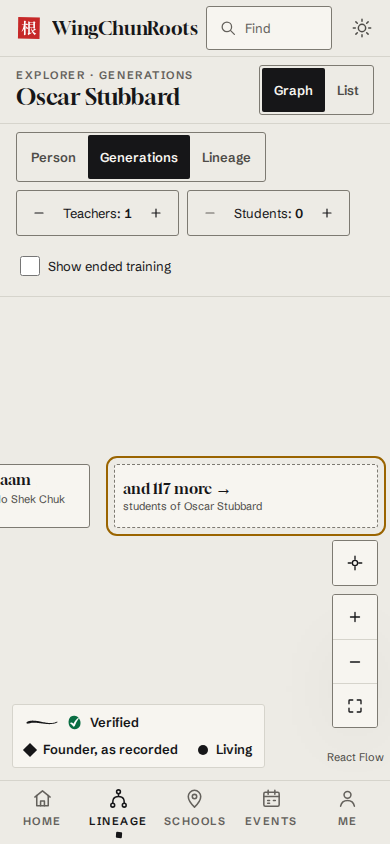 根 WingChunRoots
Find
EXPLORER · GENERATIONS
Oscar Stubbard
Graph
List
Person
Generations
Lineage
− Teachers: 1 +
− Students: 0 +
Show ended training
aam
o Shek Chuk
and 117 more →
students of Oscar Stubbard
+
−
Verified
Founder, as recorded
Living
React Flow
HOME
LINEAGE
SCHOOLS
EVENTS
ME